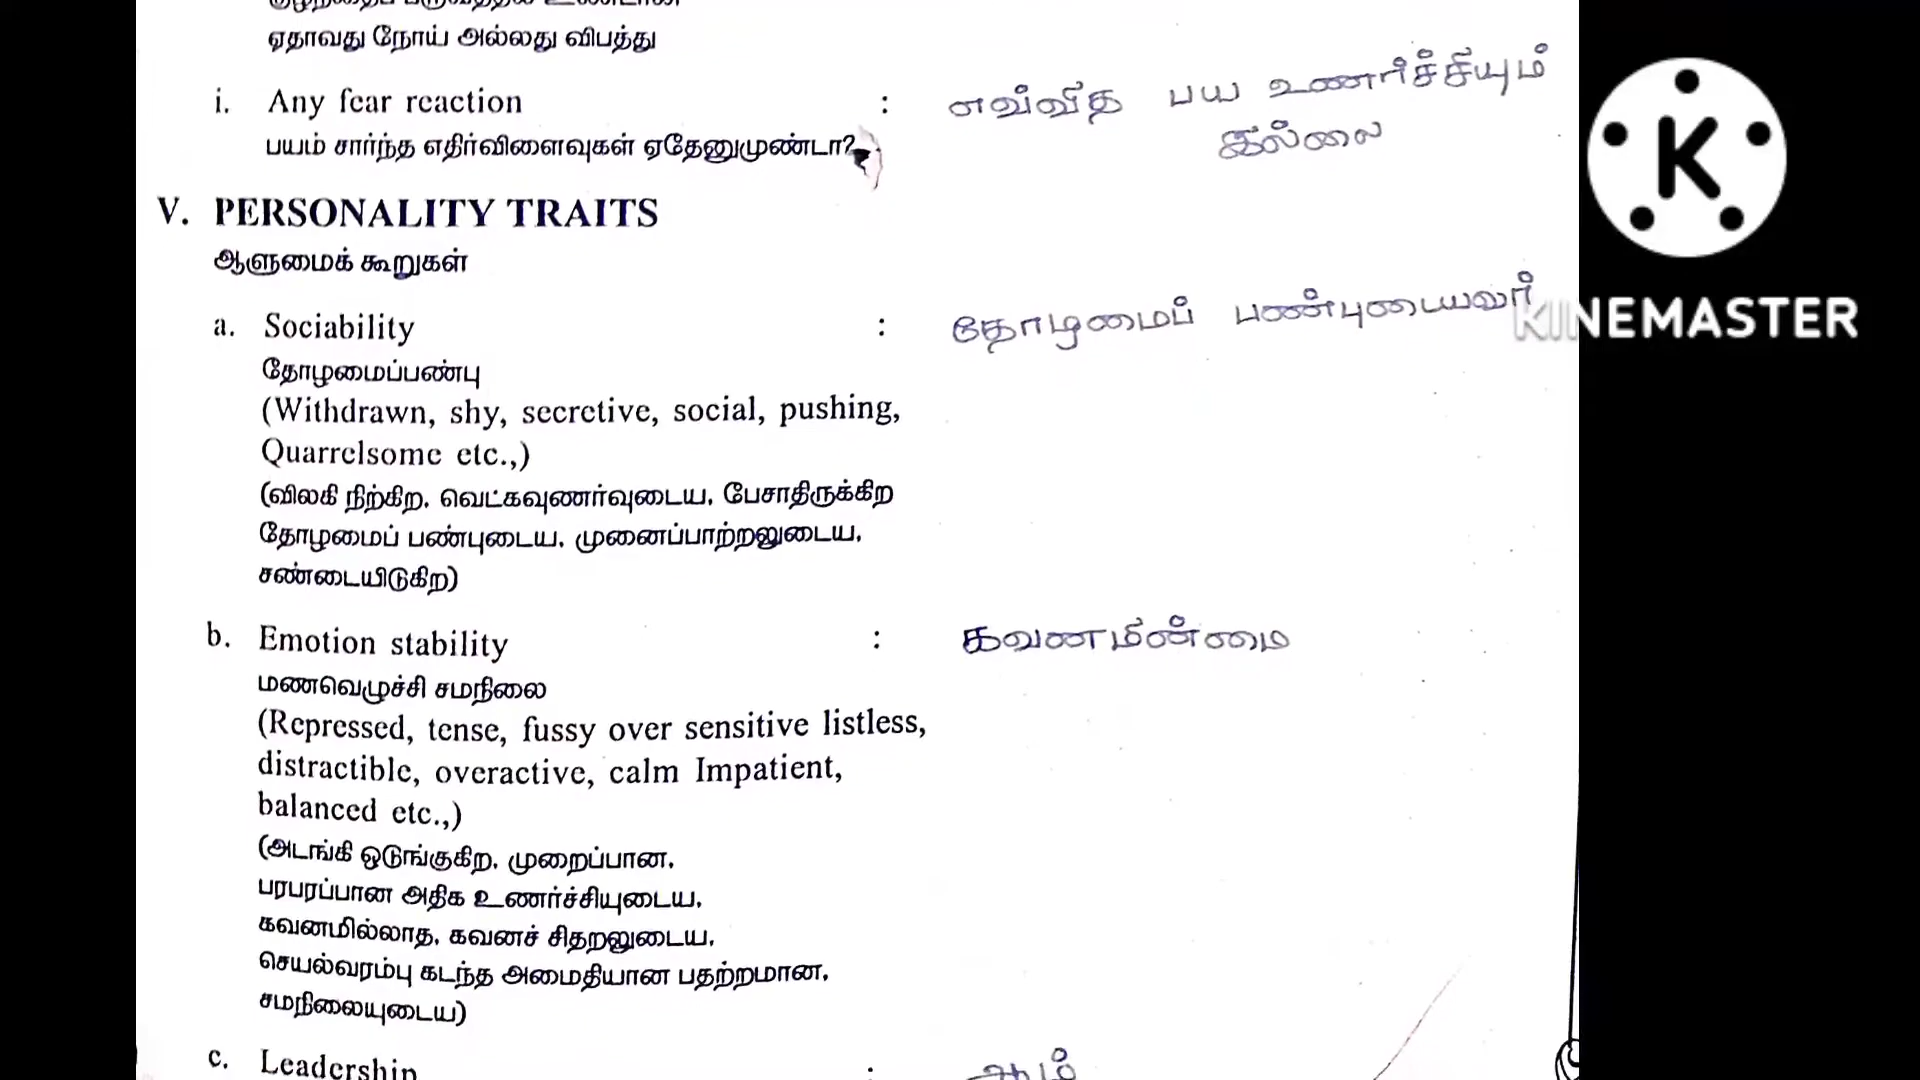 ஏதாவது நோய் அல்லது விபத்து
i. Any fear reaction : எவ்வித பய உணர்ச்சியும்
பயம் சார்ந்த எதிர்விளைவுகள் ஏதேனுமுண்டா? இல்லை
V. PERSONALITY TRAITS
ஆளுமைக் கூறுகள்
a. Sociability : தோழமைப் பண்புடையவர்
தோழமைப்பண்பு
(Withdrawn, shy, secretive, social, pushing,
Quarrelsome etc.,)
(விலகி நிற்கிற, வெட்கவுணர்வுடைய, பேசாதிருக்கிற
தோழமைப் பண்புடைய, முனைப்பாற்றலுடைய,
சண்டையிடுகிற)
b. Emotion stability : கவணமின்மை
மணவெழுச்சி சமநிலை
(Repressed, tense, fussy over sensitive listless,
distractible, overactive, calm Impatient,
balanced etc.,)
(அடங்கி ஒடுங்குகிற, முறைப்பான,
பரபரப்பான அதிக உணர்ச்சியுடைய,
கவனமில்லாத, கவனச் சிதறலுடைய,
செயல்வரம்பு கடந்த அமைதியான பதற்றமான,
சமநிலையுடைய)
c. Leadership : ஆம்
K
KINEMASTER